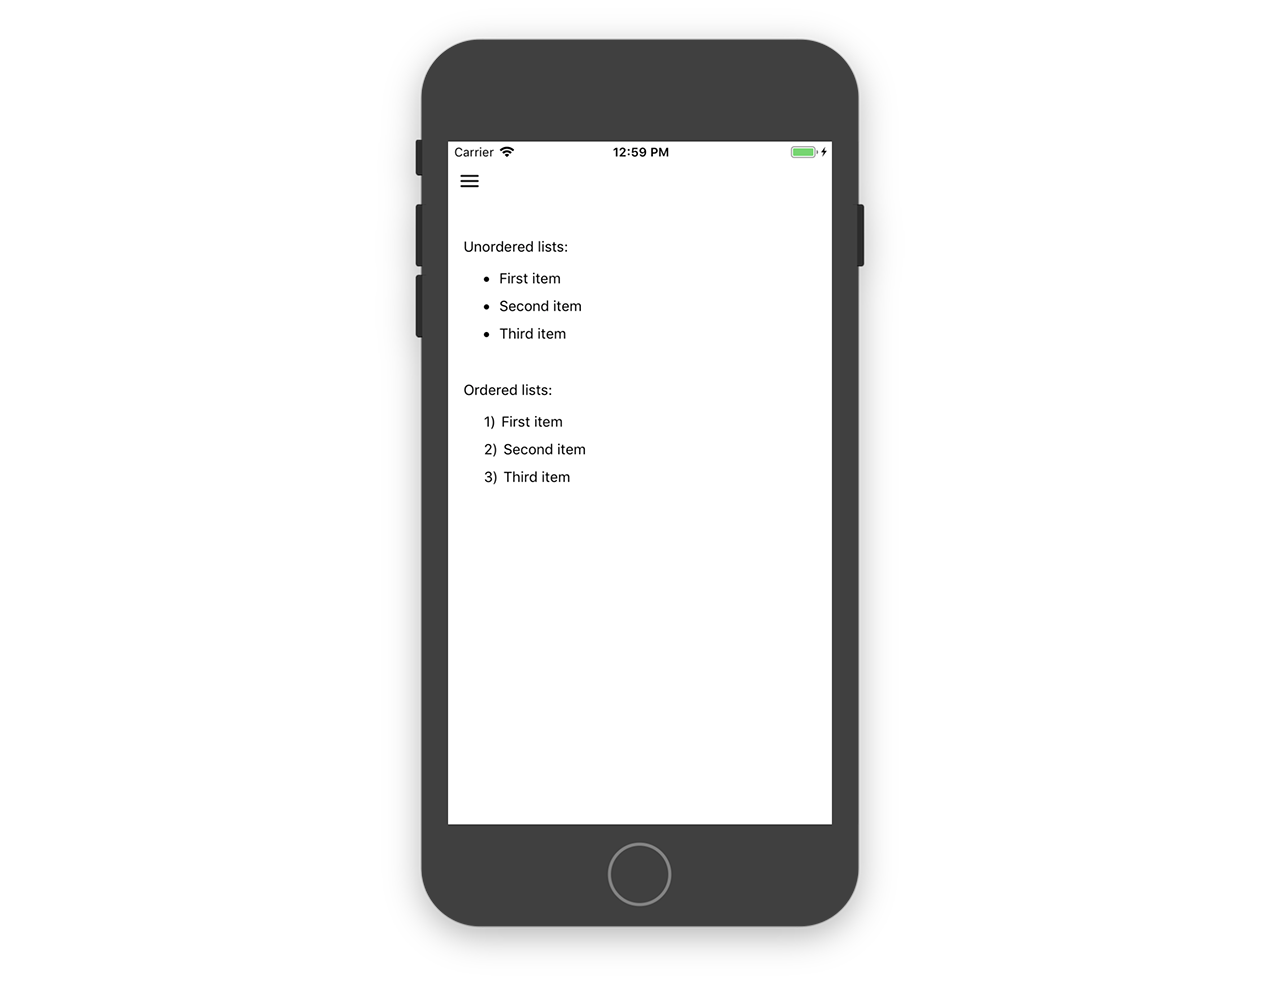 Carrier 12:59 PM
Unordered lists:
• First item
• Second item
• Third item
Ordered lists:
1) First item
2) Second item
3) Third item